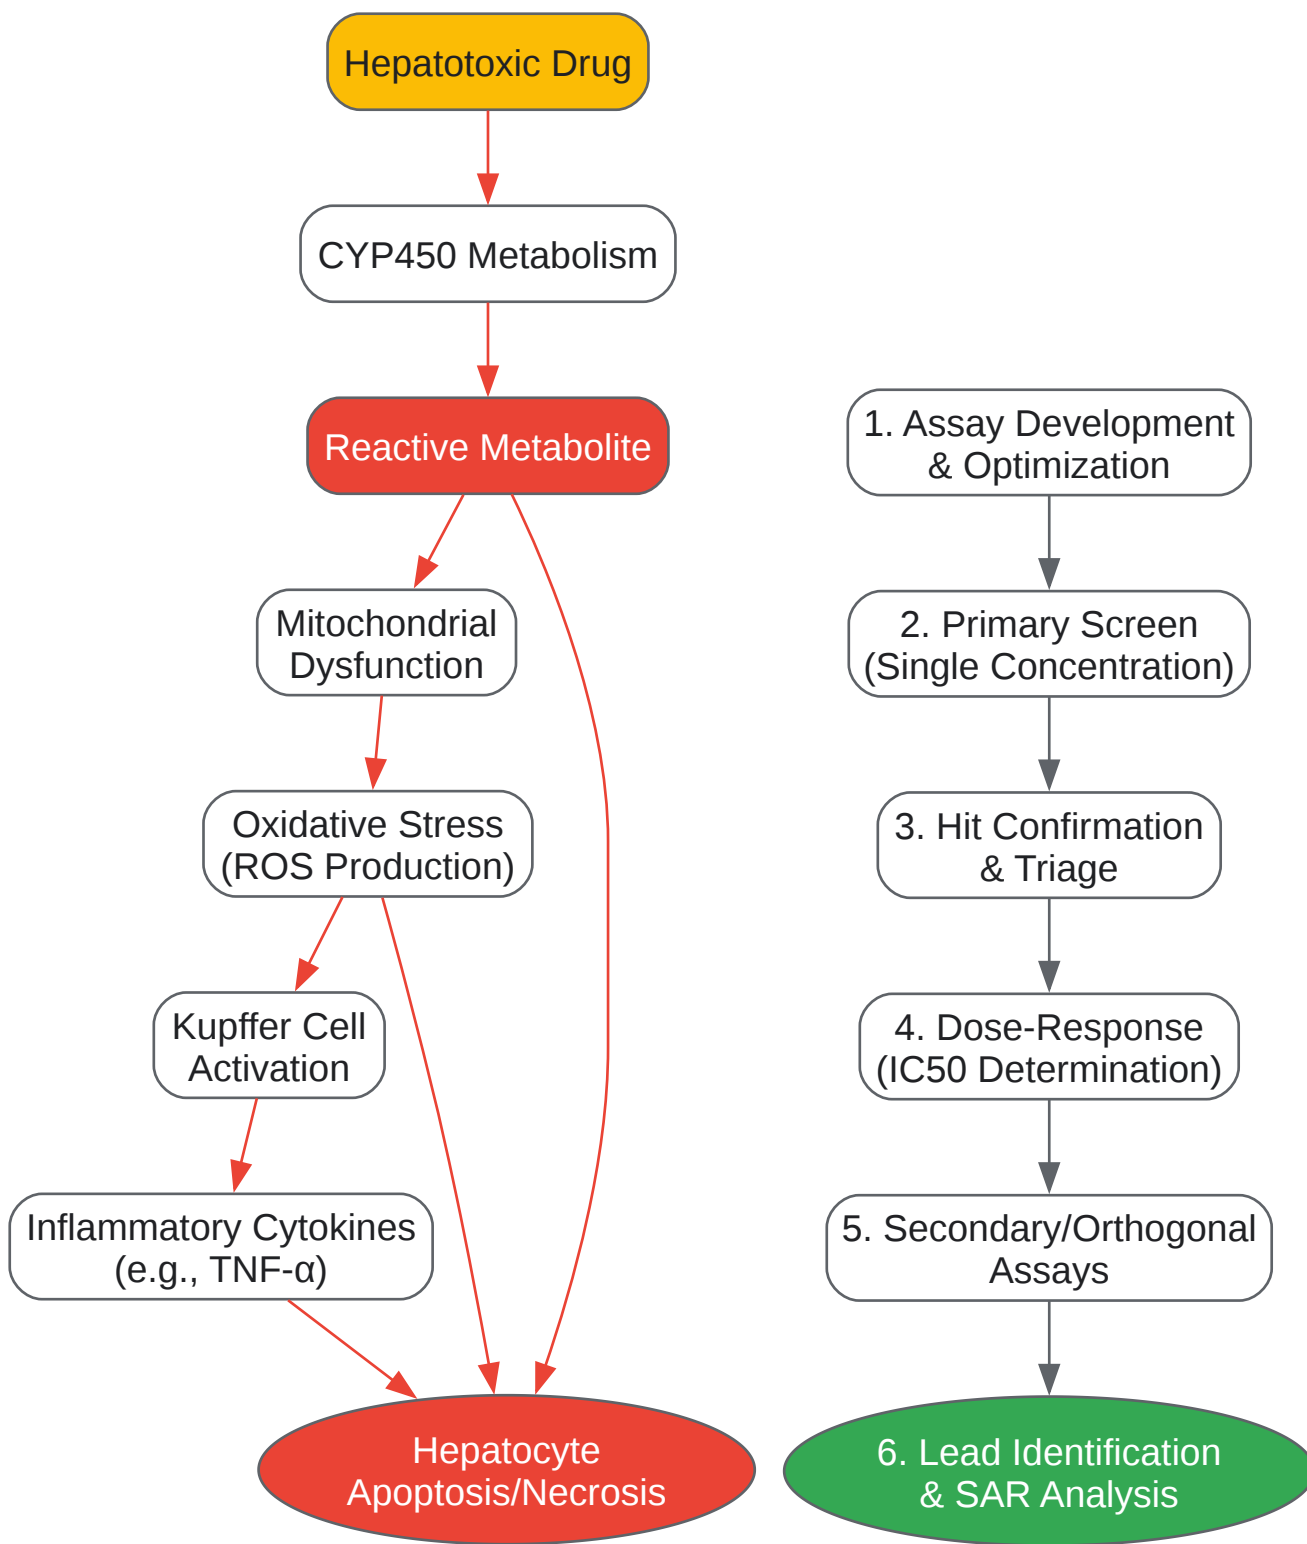 Hepatotoxic Drug
CYP450 Metabolism
Reactive Metabolite
Mitochondrial
Dysfunction
Oxidative Stress
(ROS Production)
Kupffer Cell
Activation
Inflammatory Cytokines
(e.g., TNF-α)
Hepatocyte
Apoptosis/Necrosis
1. Assay Development
& Optimization
2. Primary Screen
(Single Concentration)
3. Hit Confirmation
& Triage
4. Dose-Response
(IC50 Determination)
5. Secondary/Orthogonal
Assays
6. Lead Identification
& SAR Analysis